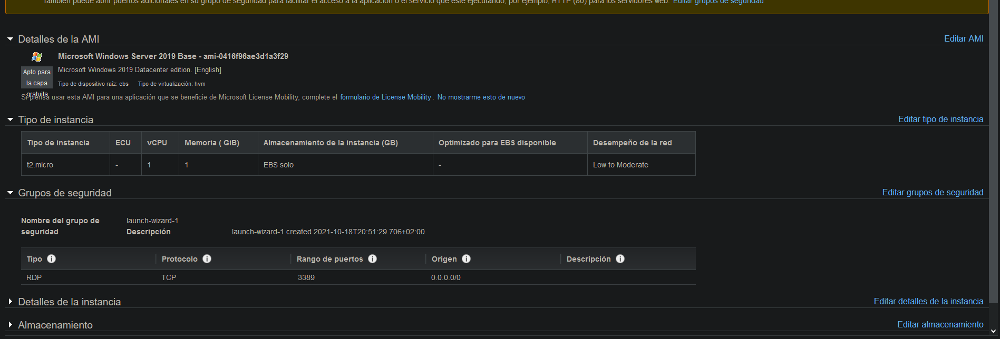 También puede abrir puertos adicionales en su grupo de seguridad para facilitar el acceso a la aplicación o el servicio que esté ejecutando, por ejemplo, HTTP (80) para los servidores web. Editar grupos de seguridad
Detalles de la AMI Editar AMI
Microsoft Windows Server 2019 Base - ami-0416f96ae3d1a3f29
Apto para la capa gratuita
Microsoft Windows 2019 Datacenter edition. [English]
Tipo de dispositivo raíz: ebs Tipo de virtualización: hvm
Si piensa usar esta AMI para una aplicación que se beneficie de Microsoft License Mobility, complete el formulario de License Mobility. No mostrarme esto de nuevo
Tipo de instancia Editar tipo de instancia
Tipo de instancia ECU vCPU Memoria ( GiB) Almacenamiento de la instancia (GB) Optimizado para EBS disponible Desempeño de la red
t2.micro - 1 1 EBS solo - Low to Moderate
Grupos de seguridad Editar grupos de seguridad
Nombre del grupo de seguridad launch-wizard-1
Descripción launch-wizard-1 created 2021-10-18T20:51:29.706+02:00
Tipo Protocolo Rango de puertos Origen Descripción
RDP TCP 3389 0.0.0.0/0
Detalles de la instancia Editar detalles de la instancia
Almacenamiento Editar almacenamiento